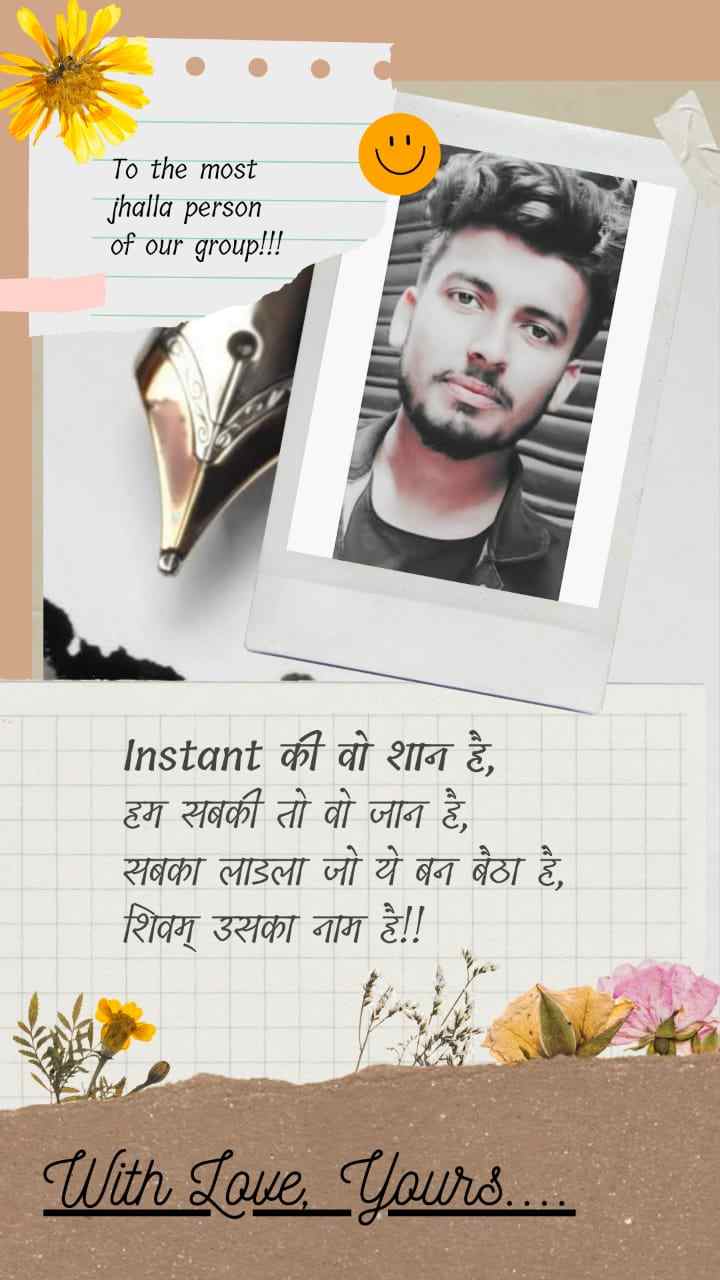 To the most
jhalla person
of our group!!!
Instant की वो शान है,
हम सबकी तो वो जान है,
सबका लाडला जो ये बन बैठा है,
शिवम् उसका नाम है!!
With Love, Yours....